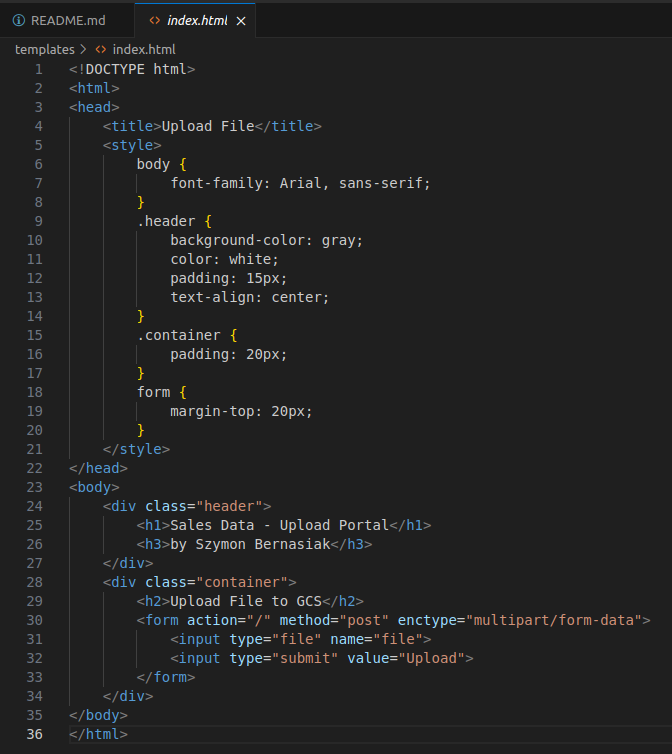 README.md index.html
templates > index.html
1 <!DOCTYPE html>
2 <html>
3 <head>
4     <title>Upload File</title>
5     <style>
6         body {
7             font-family: Arial, sans-serif;
8         }
9         .header {
10             background-color: gray;
11             color: white;
12             padding: 15px;
13             text-align: center;
14         }
15         .container {
16             padding: 20px;
17         }
18         form {
19             margin-top: 20px;
20         }
21     </style>
22 </head>
23 <body>
24     <div class="header">
25         <h1>Sales Data - Upload Portal</h1>
26         <h3>by Szymon Bernasiak</h3>
27     </div>
28     <div class="container">
29         <h2>Upload File to GCS</h2>
30         <form action="/" method="post" enctype="multipart/form-data">
31             <input type="file" name="file">
32             <input type="submit" value="Upload">
33         </form>
34     </div>
35 </body>
36 </html>